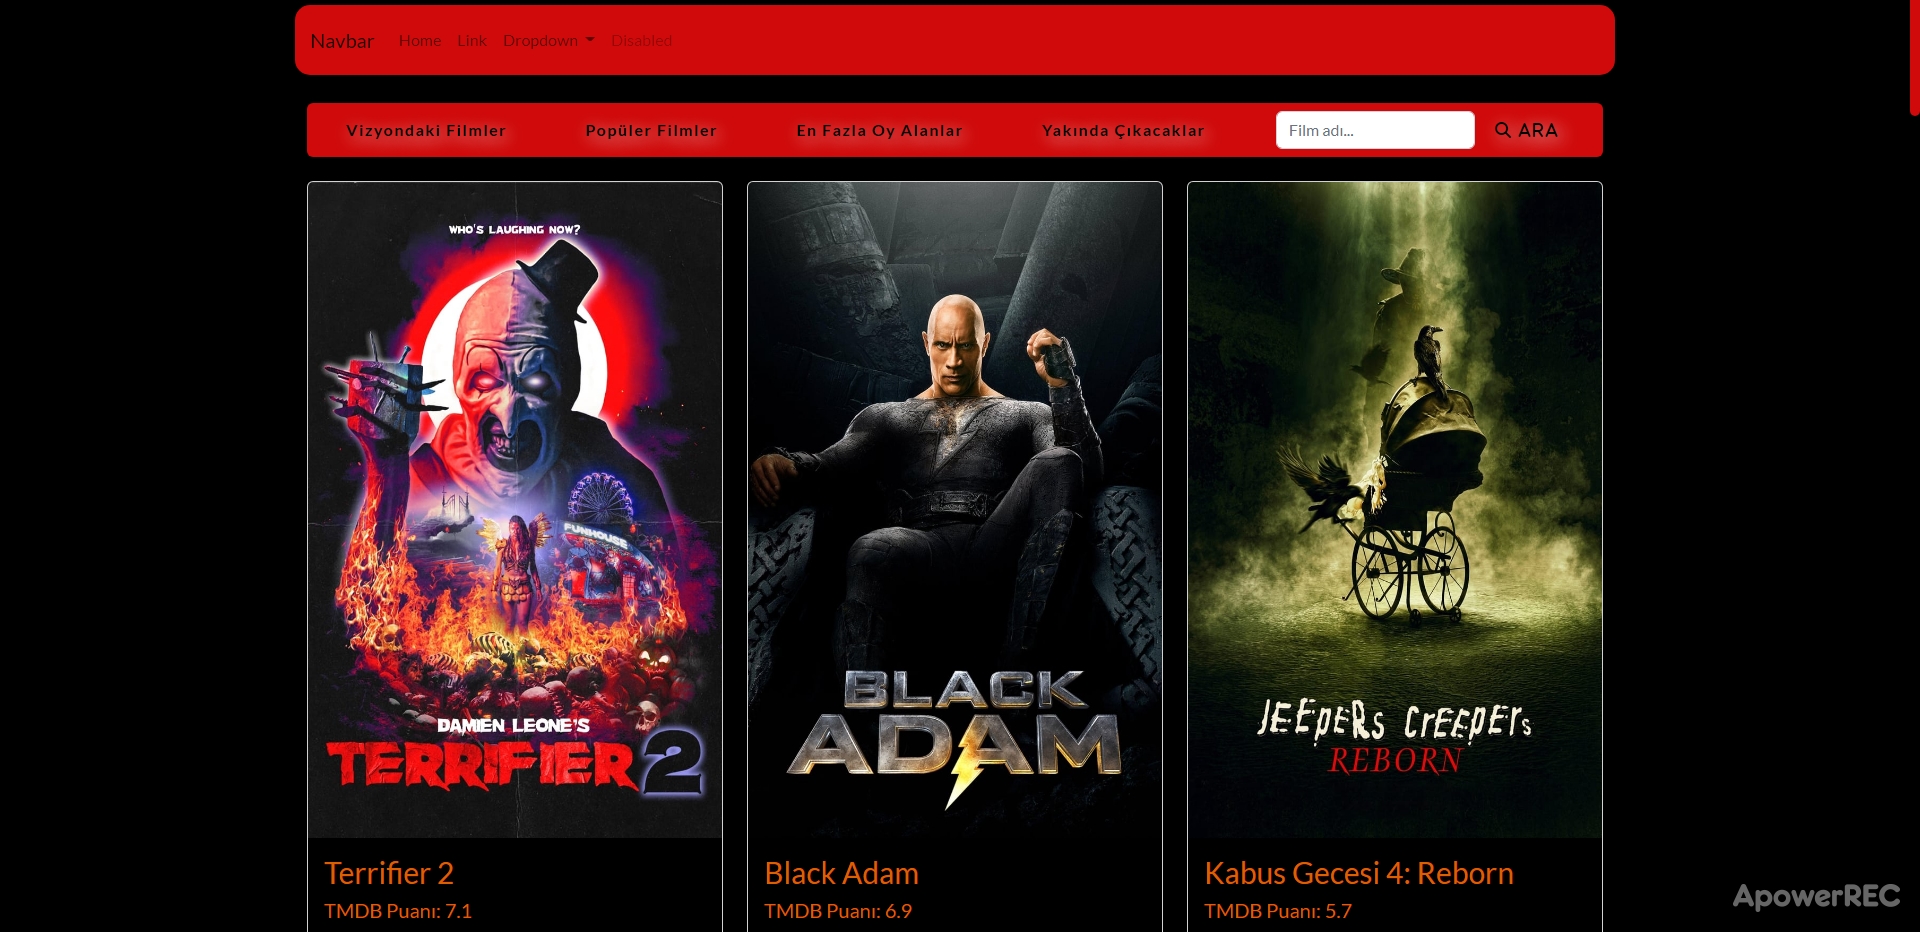 Navbar Home Link Dropdown Disabled
Vizyondaki Filmler Popüler Filmler En Fazla Oy Alanlar Yakında Çıkacaklar Film adı... ARA
WHO'S LAUGHING NOW?
FUNHOUSE
DAMIEN LEONE'S
TERRIFIER 2
BLACK
ADAM
JEEPERS CREEPERS
REBORN
Terrifier 2
TMDB Puanı: 7.1
Black Adam
TMDB Puanı: 6.9
Kabus Gecesi 4: Reborn
TMDB Puanı: 5.7
ApowerREC